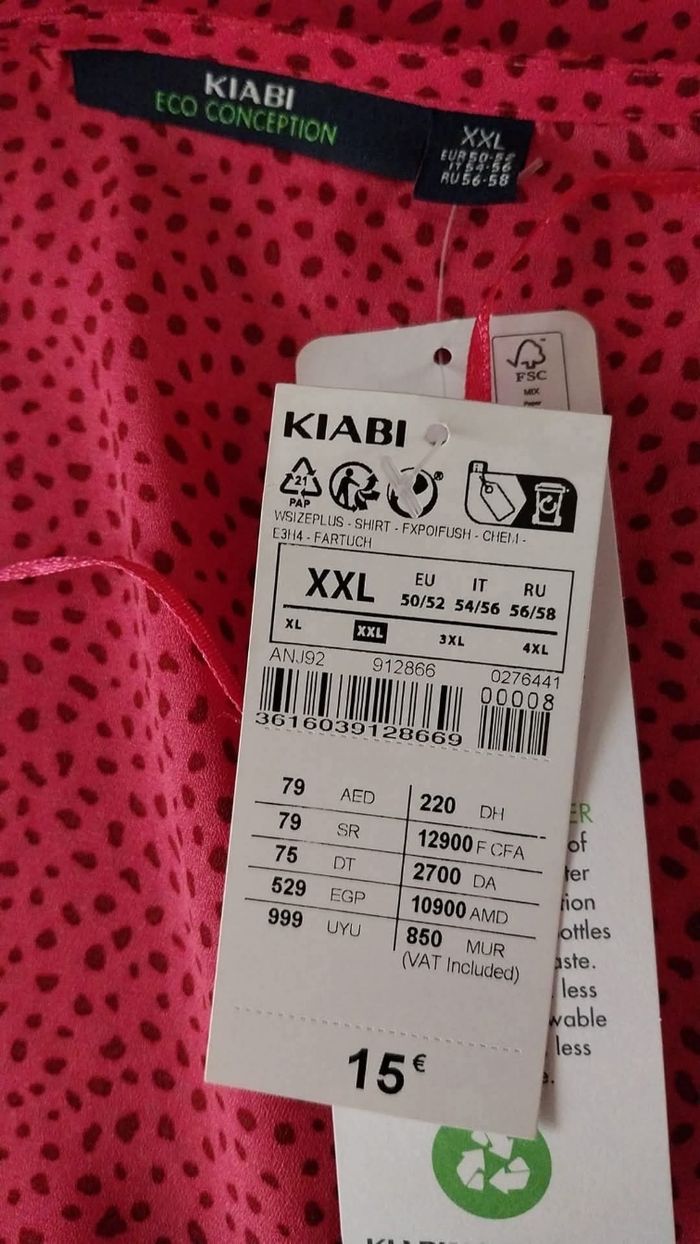 KIABI
ECO CONCEPTION
XXL
EUR 50-52
IT 54-56
RU 56-58
FSC
MIX
Paper
KIABI
21
PAP
WSIZEPLUS - SHIRT - FXPOIFUSH - CHEM -
E3H4 - FARTUCH
XXL EU IT RU
50/52 54/56 56/58
XL XXL 3XL 4XL
ANJ92 912866 0276441
00008
3616039128669
79 AED 220 DH
79 SR 12900 F CFA
75 DT 2700 DA
529 EGP 10900 AMD
999 UYU 850 MUR
(VAT Included)
15€
ER
of
ter
tion
ottles
aste.
less
wable
less
e.